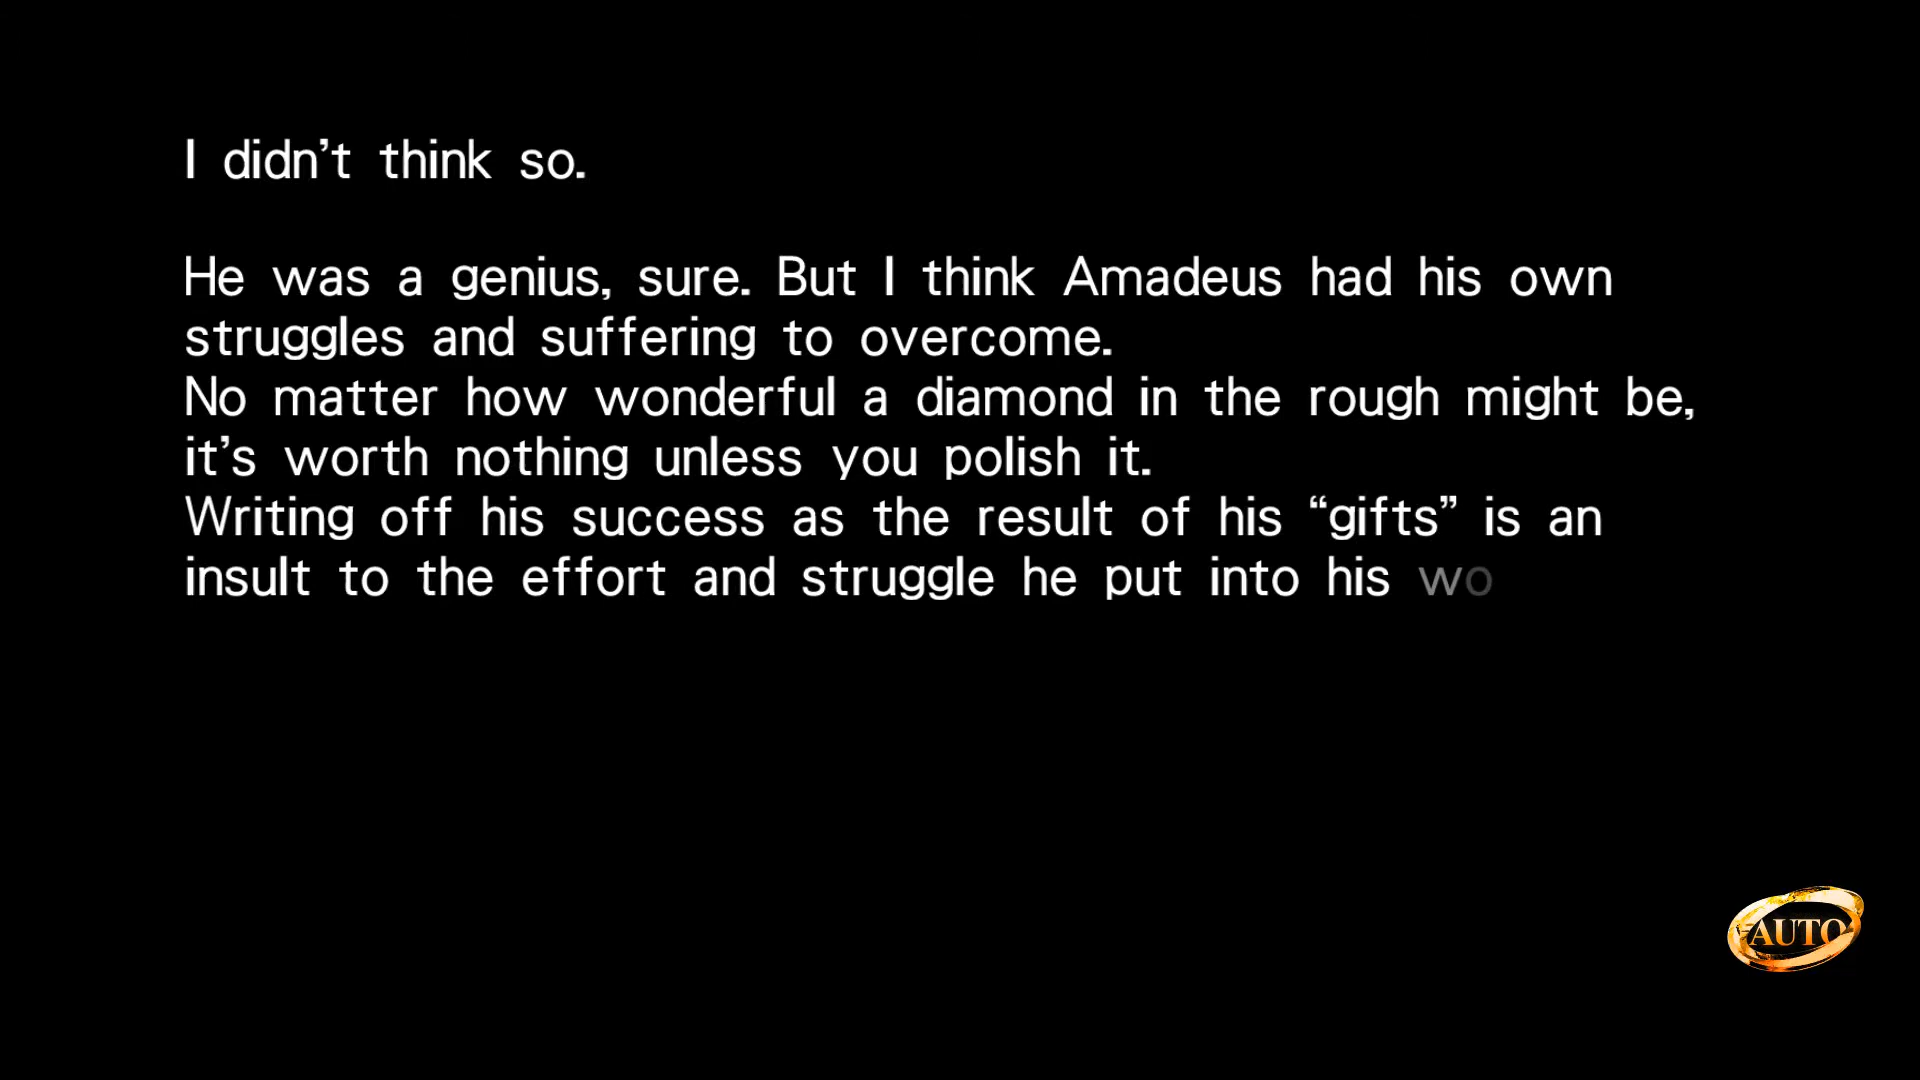 I didn’t think so.
He was a genius, sure. But I think Amadeus had his own
struggles and suffering to overcome.
No matter how wonderful a diamond in the rough might be,
it’s worth nothing unless you polish it.
Writing off his success as the result of his “gifts” is an
insult to the effort and struggle he put into his wo
AUTO